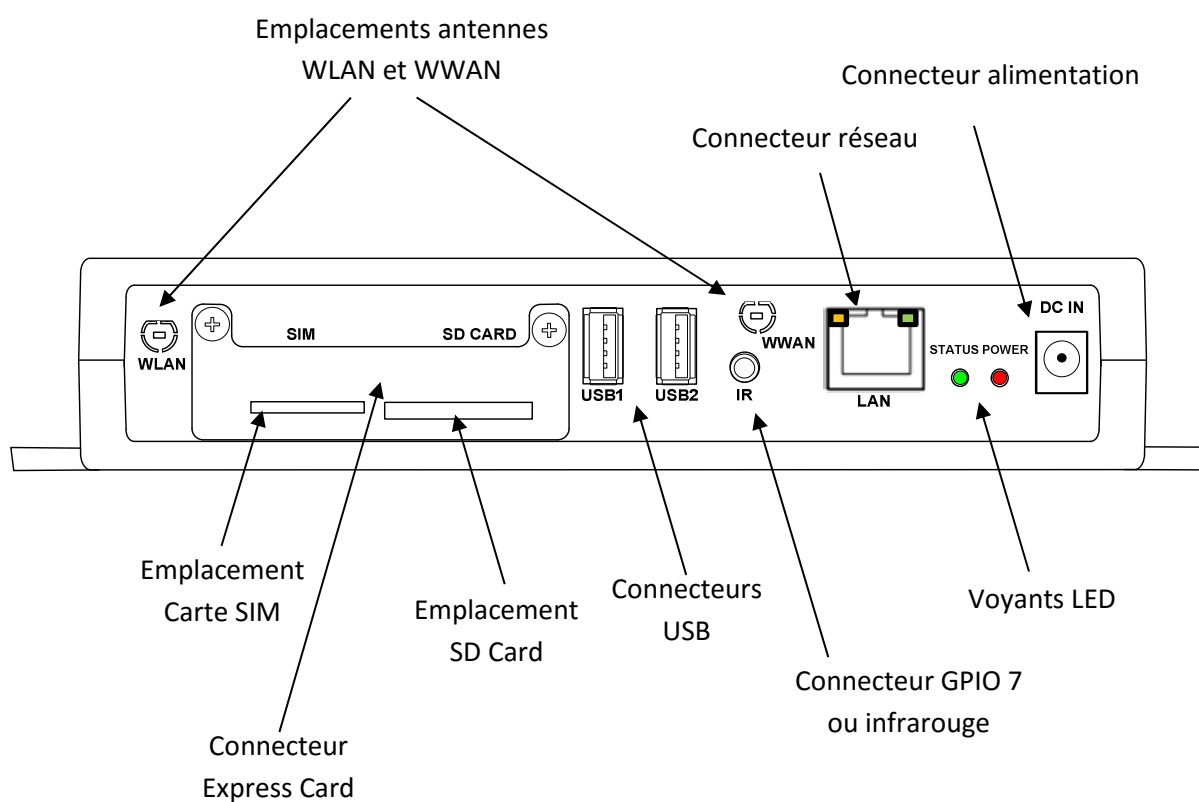 Emplacements antennes
WLAN et WWAN
Connecteur alimentation
Connecteur réseau
DC IN
SIM
SD CARD
WLAN
WWAN
STATUS POWER
USB1
USB2
IR
LAN
Emplacement
Carte SIM
Emplacement
SD Card
Connecteurs
USB
Voyants LED
Connecteur GPIO 7
ou infrarouge
Connecteur
Express Card